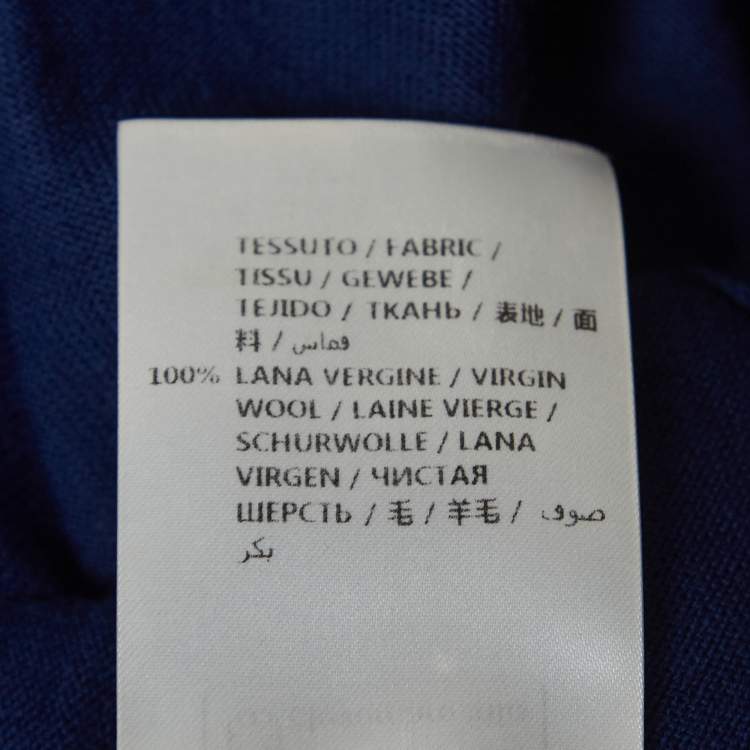 TESSUTO / FABRIC /
TISSU / GEWEBE /
TEJIDO / ТКАНЬ / 表地 / 面
料 / قماش
100% LANA VERGINE / VIRGIN
WOOL / LAINE VIERGE /
SCHURWOLLE / LANA
VIRGEN / ЧИСТАЯ
ШЕРСТЬ / 毛 / 羊毛 / صوف
بكر